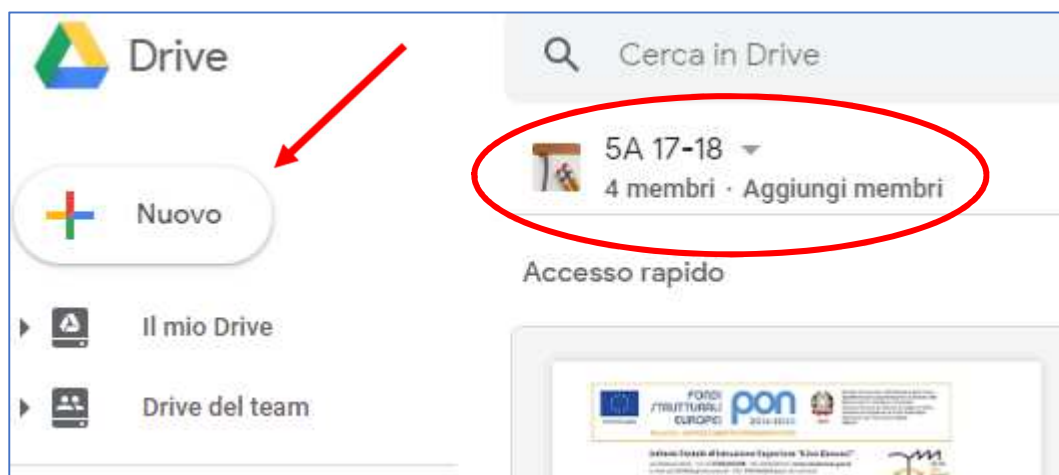 Drive
Cerca in Drive
5A 17-18
4 membri · Aggiungi membri
Nuovo
Accesso rapido
Il mio Drive
Drive del team
FONDI
STRUTTURALI
EUROPEI
pon
2014-2020